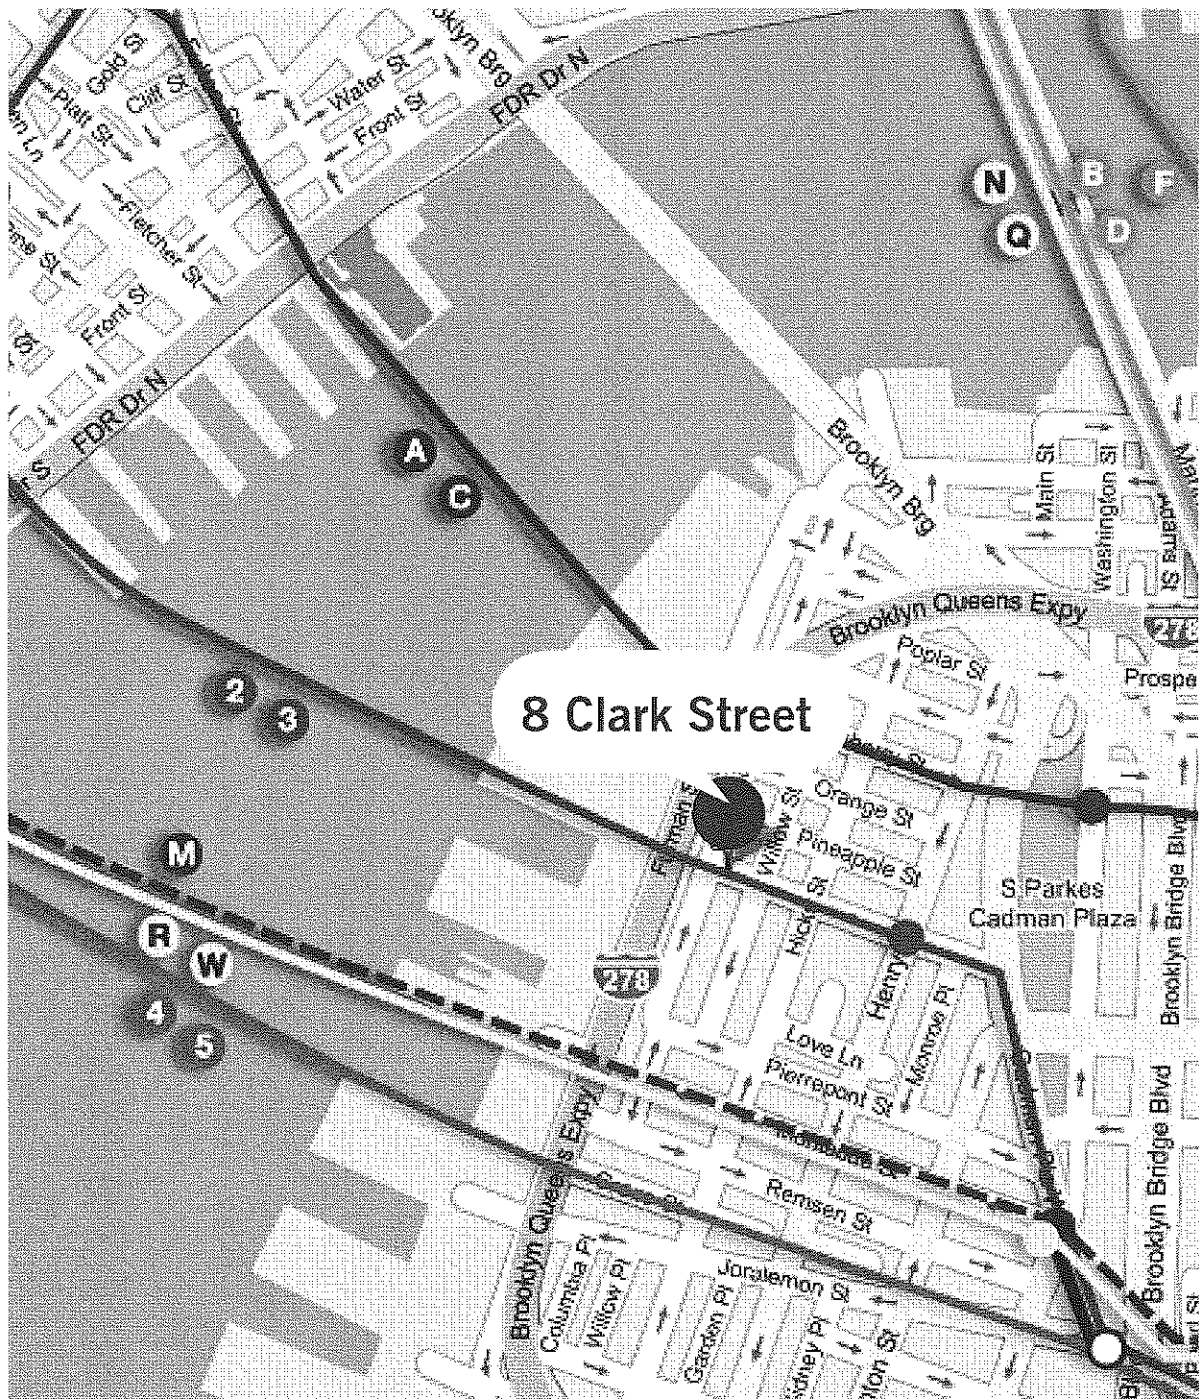 Gold St
Cliff St
Platt St
Water St
Front St
Brg
FDR Dr N
N
B
F
Q
D
Fletcher St
Pine St
Front St
St
FDR Dr N
S
A
C
Brooklyn Brg
Main St
Washington St
Adams St
Brooklyn Queens Expy
278
Poplar St
Prospe
2
3
8 Clark Street
Orange St
Willow St
Pineapple St
M
S Parkes
Cadman Plaza
Brooklyn Bridge Blvd
R
W
278
4
5
Henry
Love Ln
Monroe Pl
Pierrepont St
Brooklyn Queens Expy
Remsen St
Brooklyn Bridge Blvd
Columbia Pl
Willow Pl
Joralemon St
Garden Pl
idney Pl